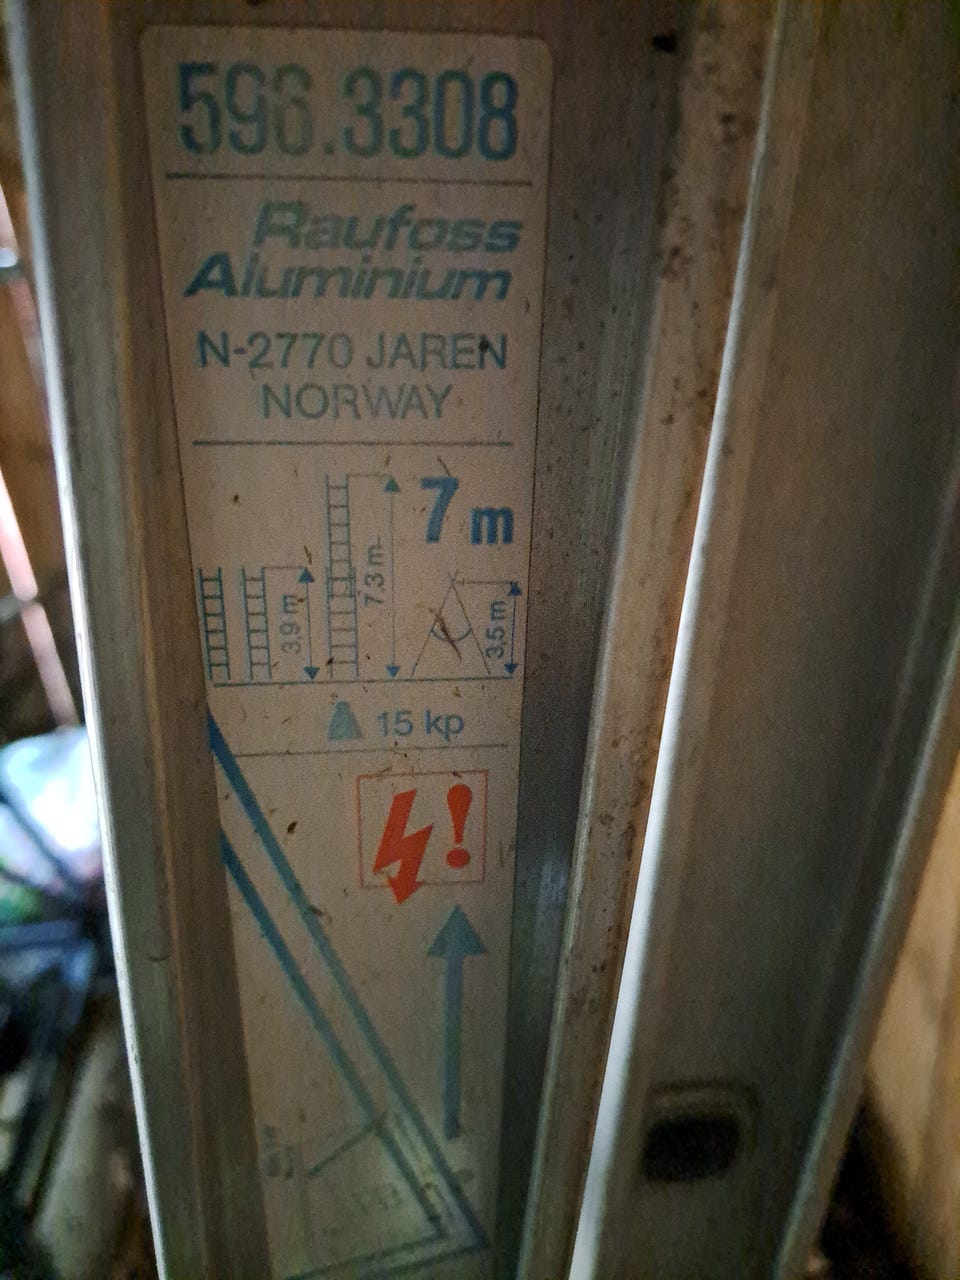 596.3308
Raufoss
Aluminium
N-2770 JAREN
NORWAY
7 m
7.3 m
3,9 m
3,5 m
15 kp
!